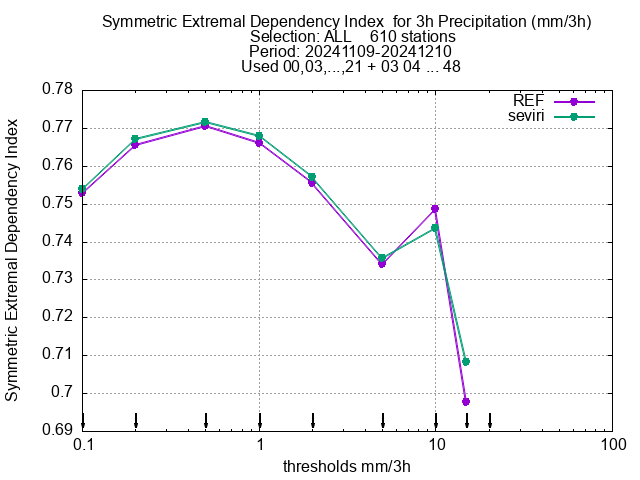 Symmetric Extremal Dependency Index  for 3h Precipitation (mm/3h)
Selection: ALL    610 stations
Period: 20241109-20241210
Used 00,03,...,21 + 03 04 ... 48
REF
seviri
0.78
0.77
0.76
0.75
0.74
0.73
0.72
0.71
0.7
0.69
Symmetric Extremal Dependency Index
0.1 1 10 100
thresholds mm/3h